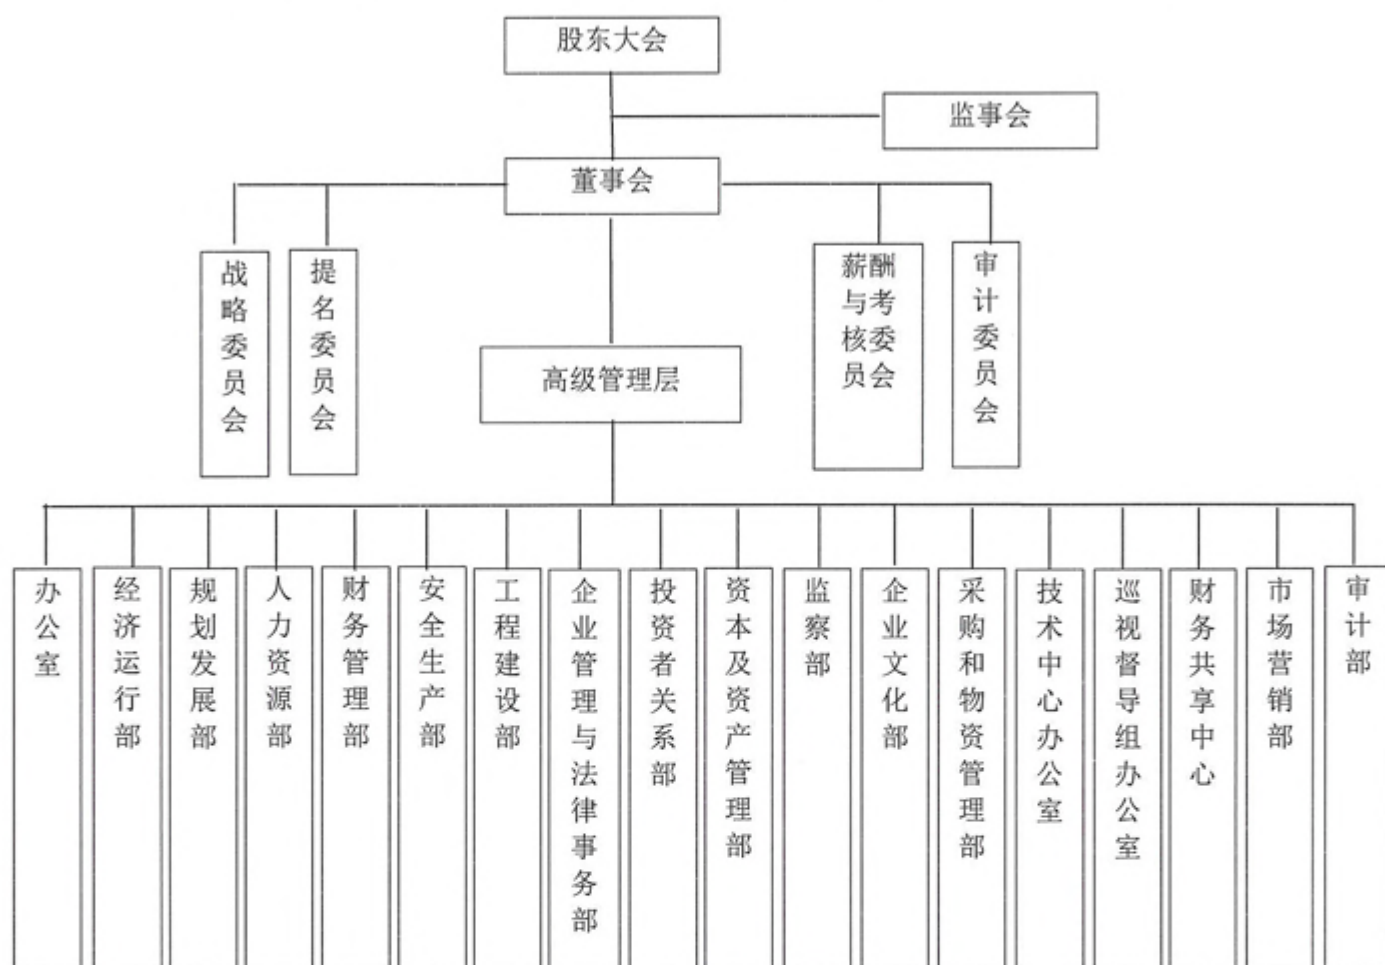 股东大会
监事会
董事会
战略委员会
提名委员会
薪酬
与考
核委
员会
审计委员会
高级管理层
办公室
经济运行部
规划发展部
人力资源部
财务管理部
安全生产部
工程建设部
企业管理与法律事务部
投资者关系部
资本及资产管理部
监察部
企业文化部
采购和物资管理部
技术中心办公室
巡视督导组办公室
财务共享中心
市场营销部
审计部